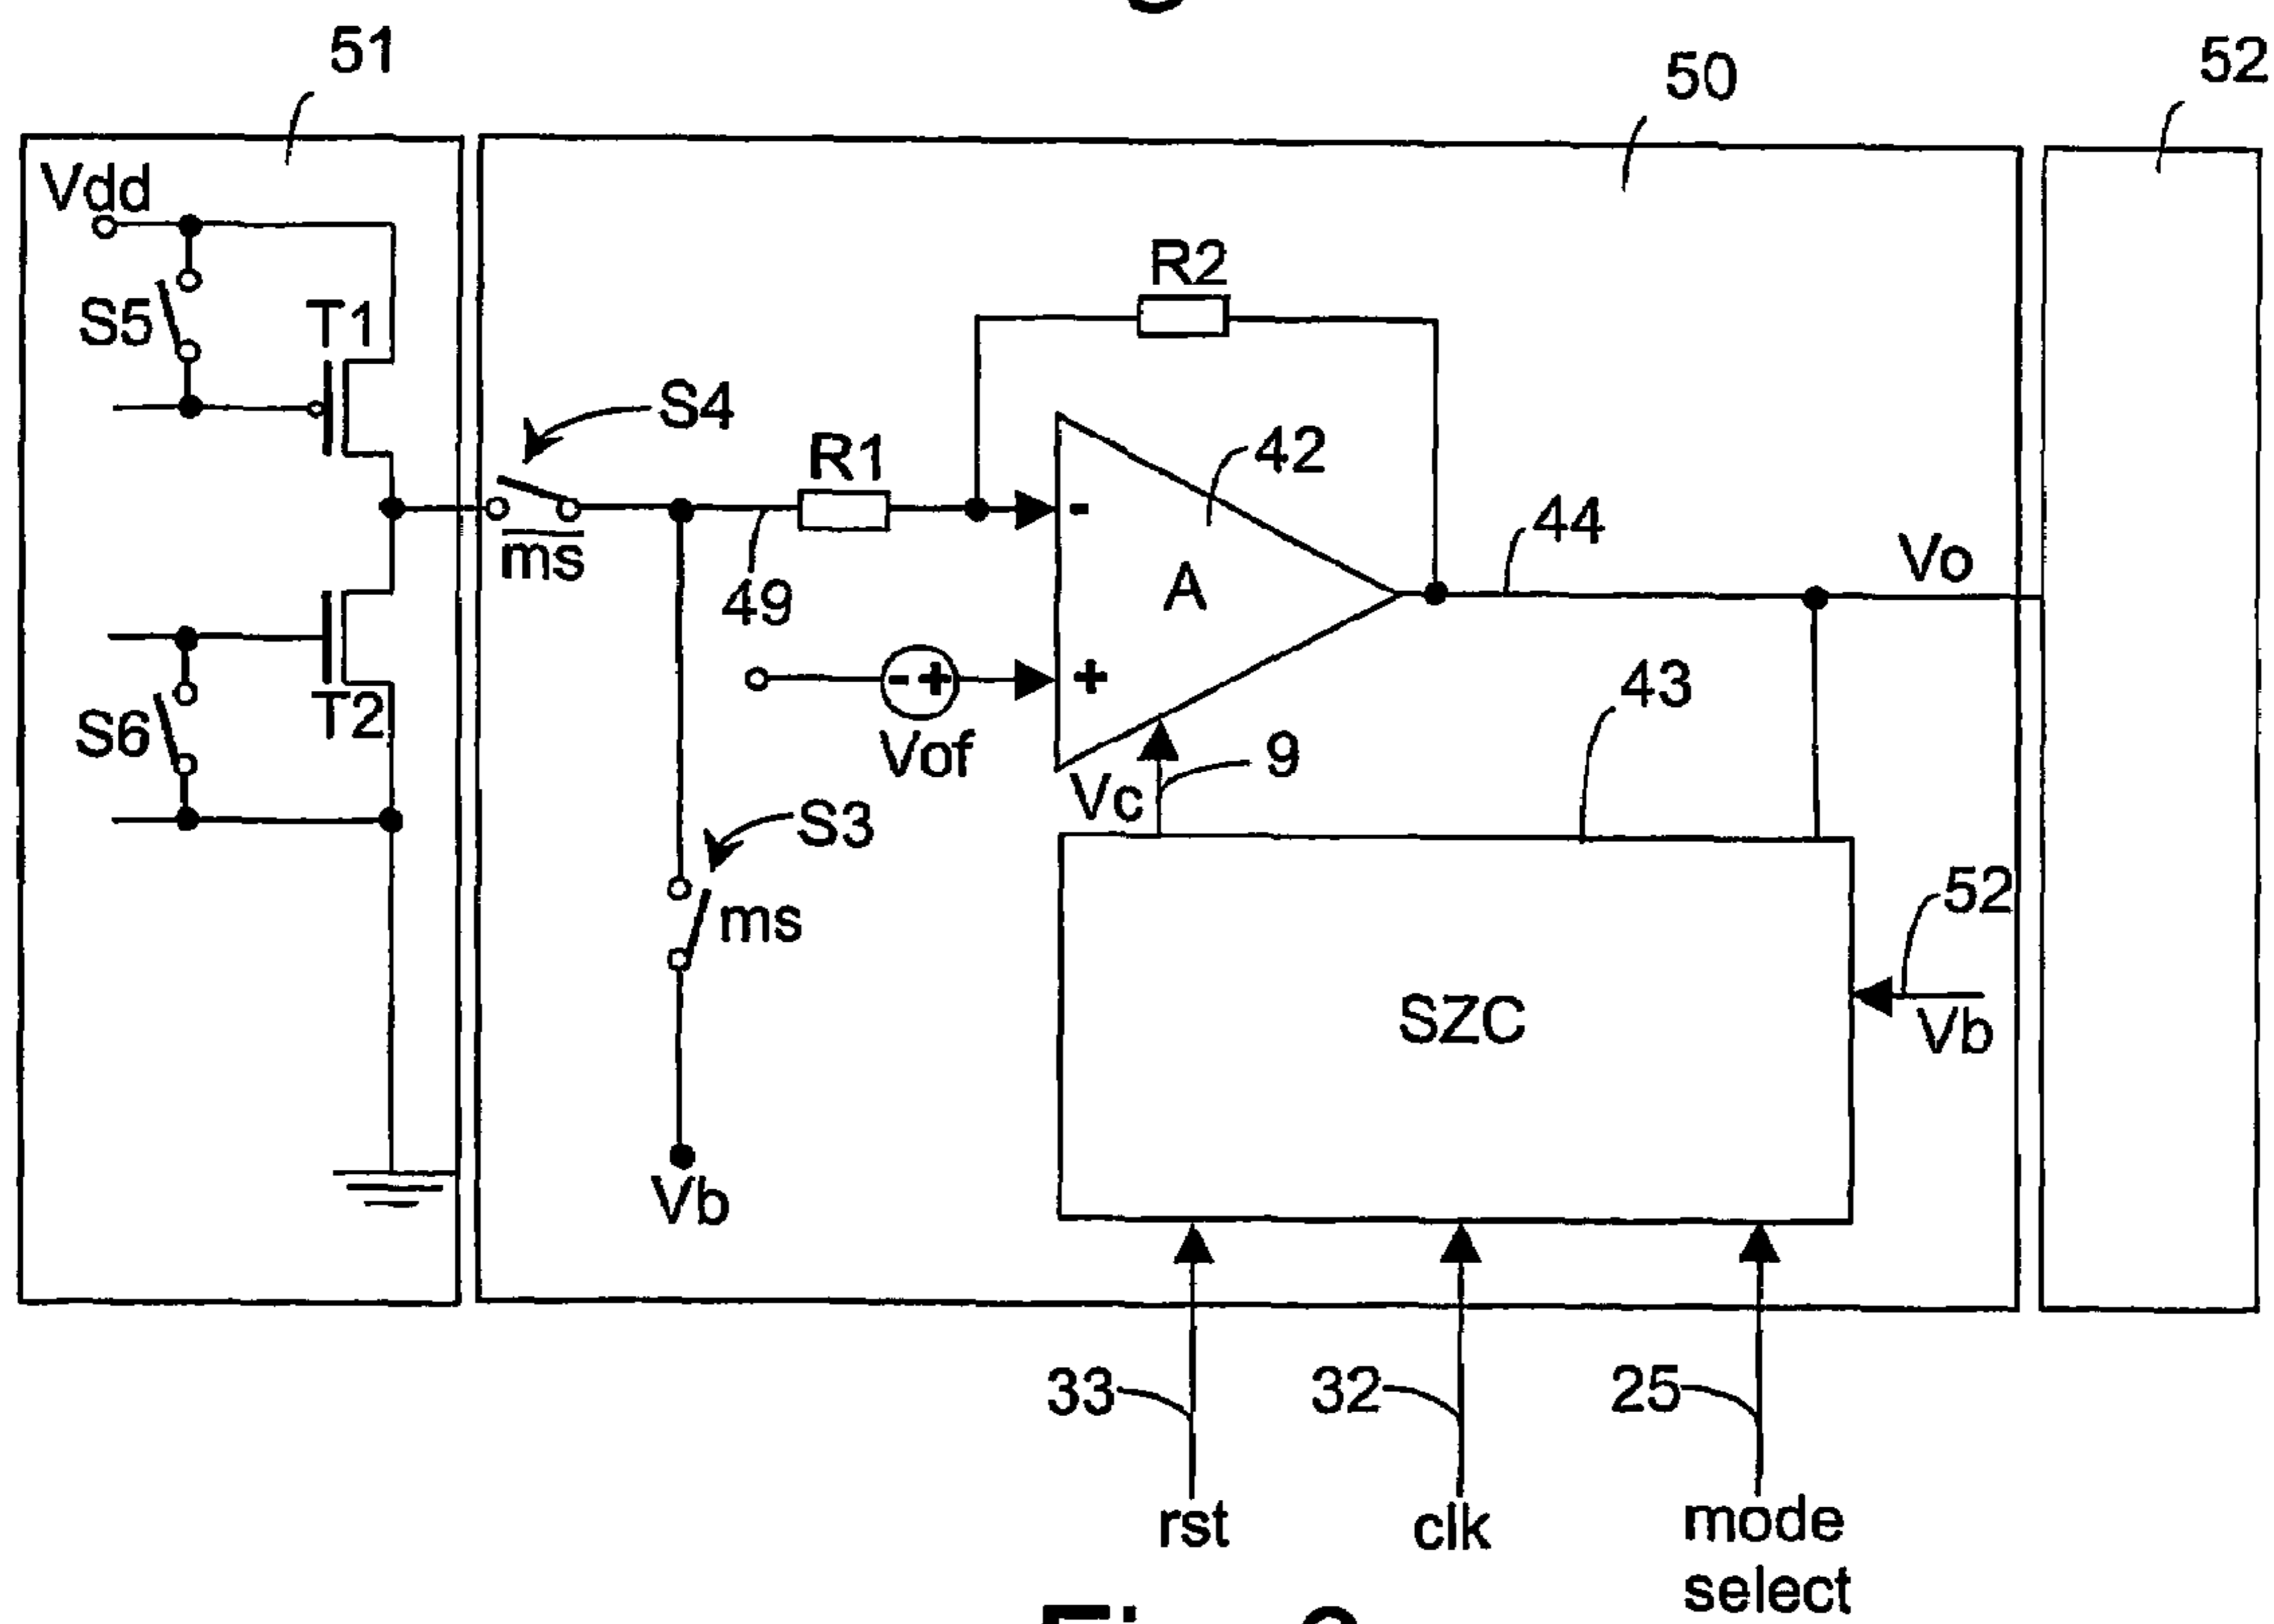 51
50
52
Vdd
S5
T1
R2
S4
R1
42
ms
49
A
44
Vo
-
+
- +
Vof
T2
S6
43
Vc
9
S3
ms
52
Vb
SZC
Vb
33
32
25
rst
clk
mode
select